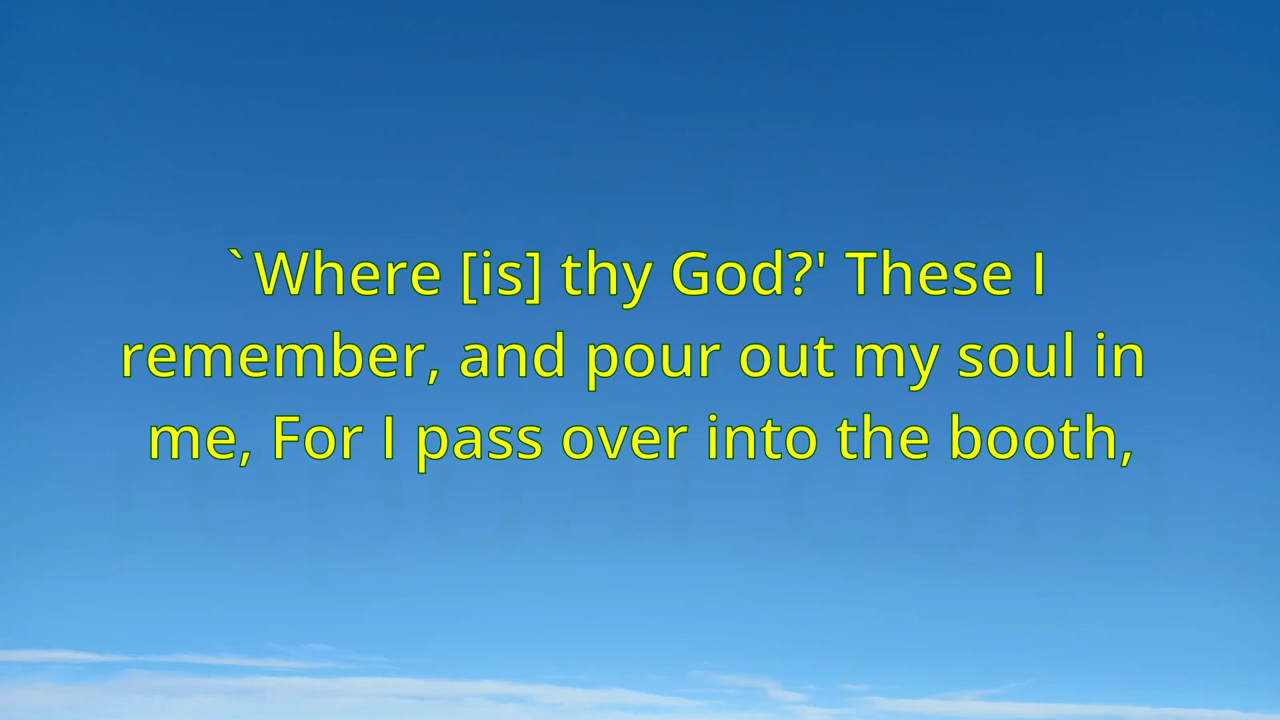 `Where [is] thy God?' These I
remember, and pour out my soul in
me, For I pass over into the booth,